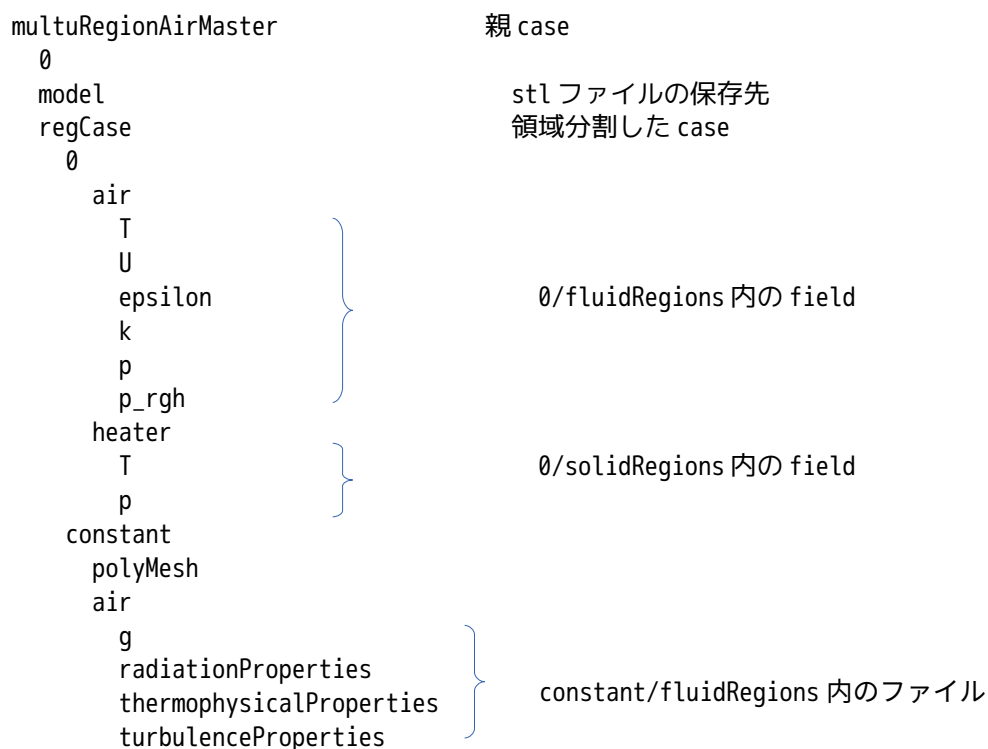 multuRegionAirMaster 親 case
0
model stl ファイルの保存先
regCase 領域分割した case
0
air
T
U
epsilon 0/fluidRegions 内の field
k
p
p_rgh
heater
T 0/solidRegions 内の field
p
constant
polyMesh
air
g
radiationProperties
thermophysicalProperties constant/fluidRegions 内のファイル
turbulenceProperties